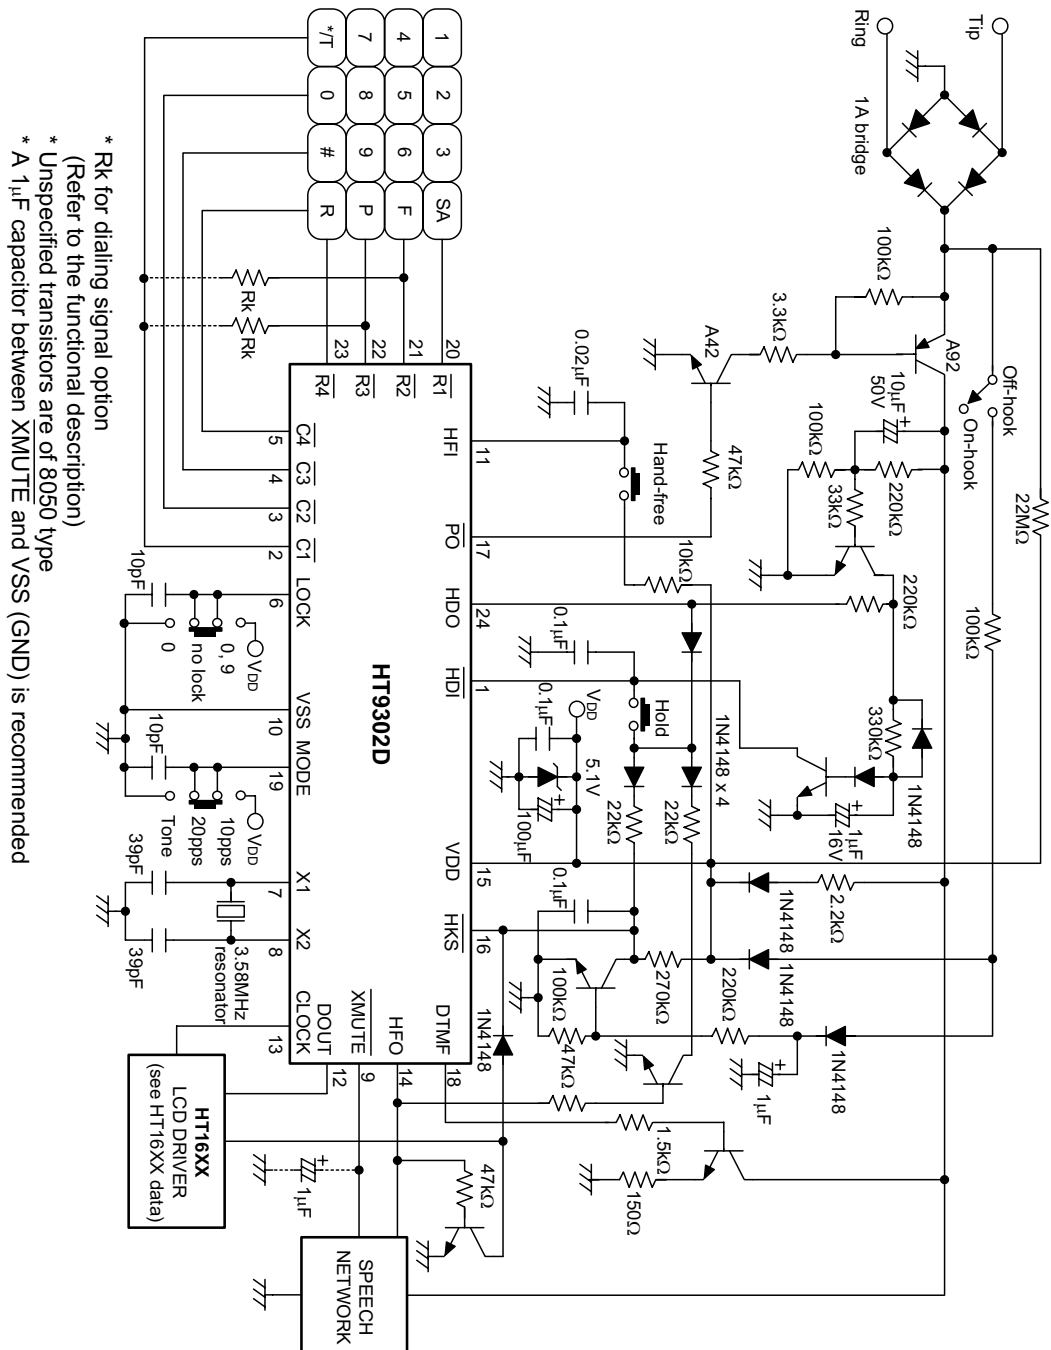 Tip
Ring
1A bridge
100kΩ
3.3kΩ
A42
A92
Off-hook
On-hook
22MΩ
100kΩ
10μF
50V
+
100kΩ
220kΩ
33kΩ
220kΩ
47kΩ
0.02μF
Hand-free
10kΩ
0.1μF
Hold
1N4148 x 4
330kΩ
1N4148
1μF
16V
+
VDD
0.1μF
5.1V
100μF
+
22kΩ
22kΩ
0.1μF
1N4148
2.2kΩ
1N4148
270kΩ
220kΩ
100kΩ
47kΩ
1N4148
1μF
+
1N4148
47kΩ
1.5kΩ
150Ω
1 2 3 SA
4 5 6 F
7 8 9 P
*/T 0 # R
Rk
Rk
23 22 21 20 11 17 24 1 15 16 18
R4 R3 R2 R1 HFI PO HDO HDI VDD HKS DTMF
HT9302D
C4 C3 C2 C1 LOCK VSS MODE X1 X2 CLOCK DOUT XMUTE HFO
5 4 3 2 6 10 19 7 8 13 12 9 14
10pF
0
no lock
0, 9
VDD
10pF
Tone
20pps
10pps
VDD
39pF
39pF
3.58MHz
resonator
HT16XX
LCD DRIVER
(see HT16XX data)
1μF
+
SPEECH
NETWORK
* Rk for dialing signal option
(Refer to the functional description)
* Unspecified transistors are of 8050 type
* A 1μF capacitor between XMUTE and VSS (GND) is recommended